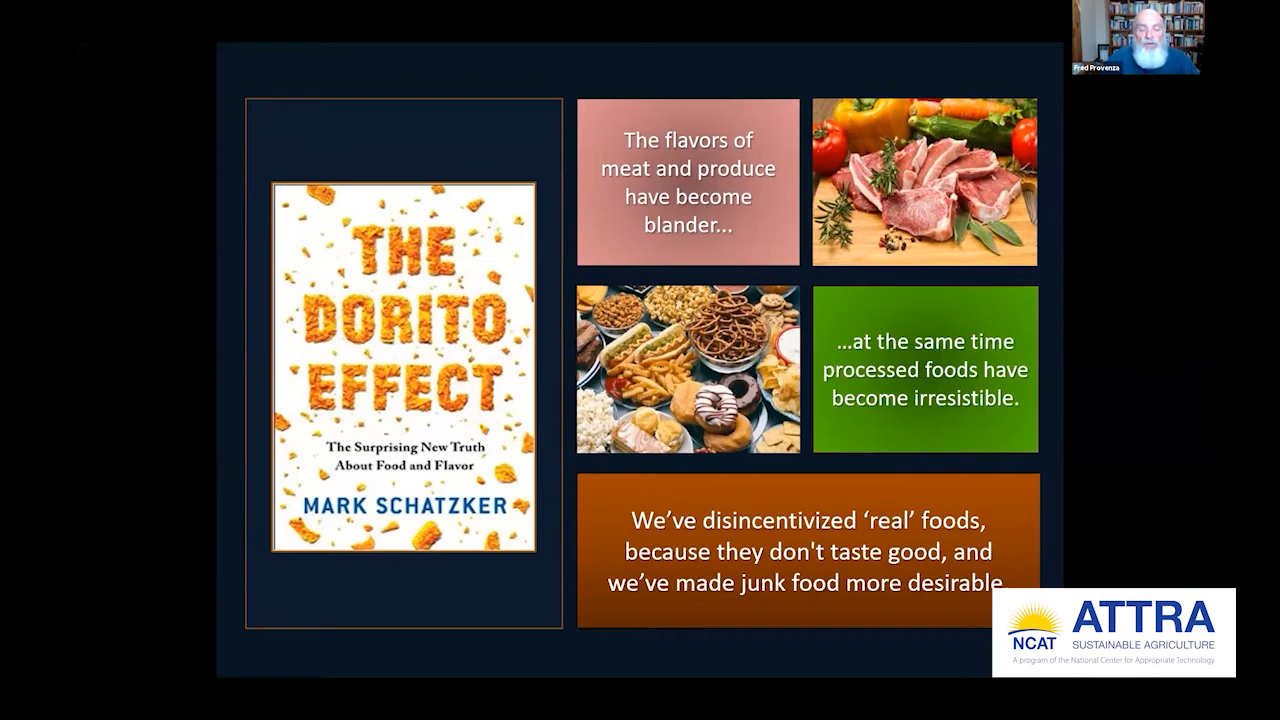 Fred Provenza
THE
DORITO
EFFECT
The Surprising New Truth
About Food and Flavor
MARK SCHATZKER
The flavors of
meat and produce
have become
blander...
...at the same time
processed foods have
become irresistible.
We’ve disincentivized ‘real’ foods,
because they don't taste good, and
we’ve made junk food more desirable.
NCAT
ATTRA
SUSTAINABLE AGRICULTURE
A program of the National Center for Appropriate Technology